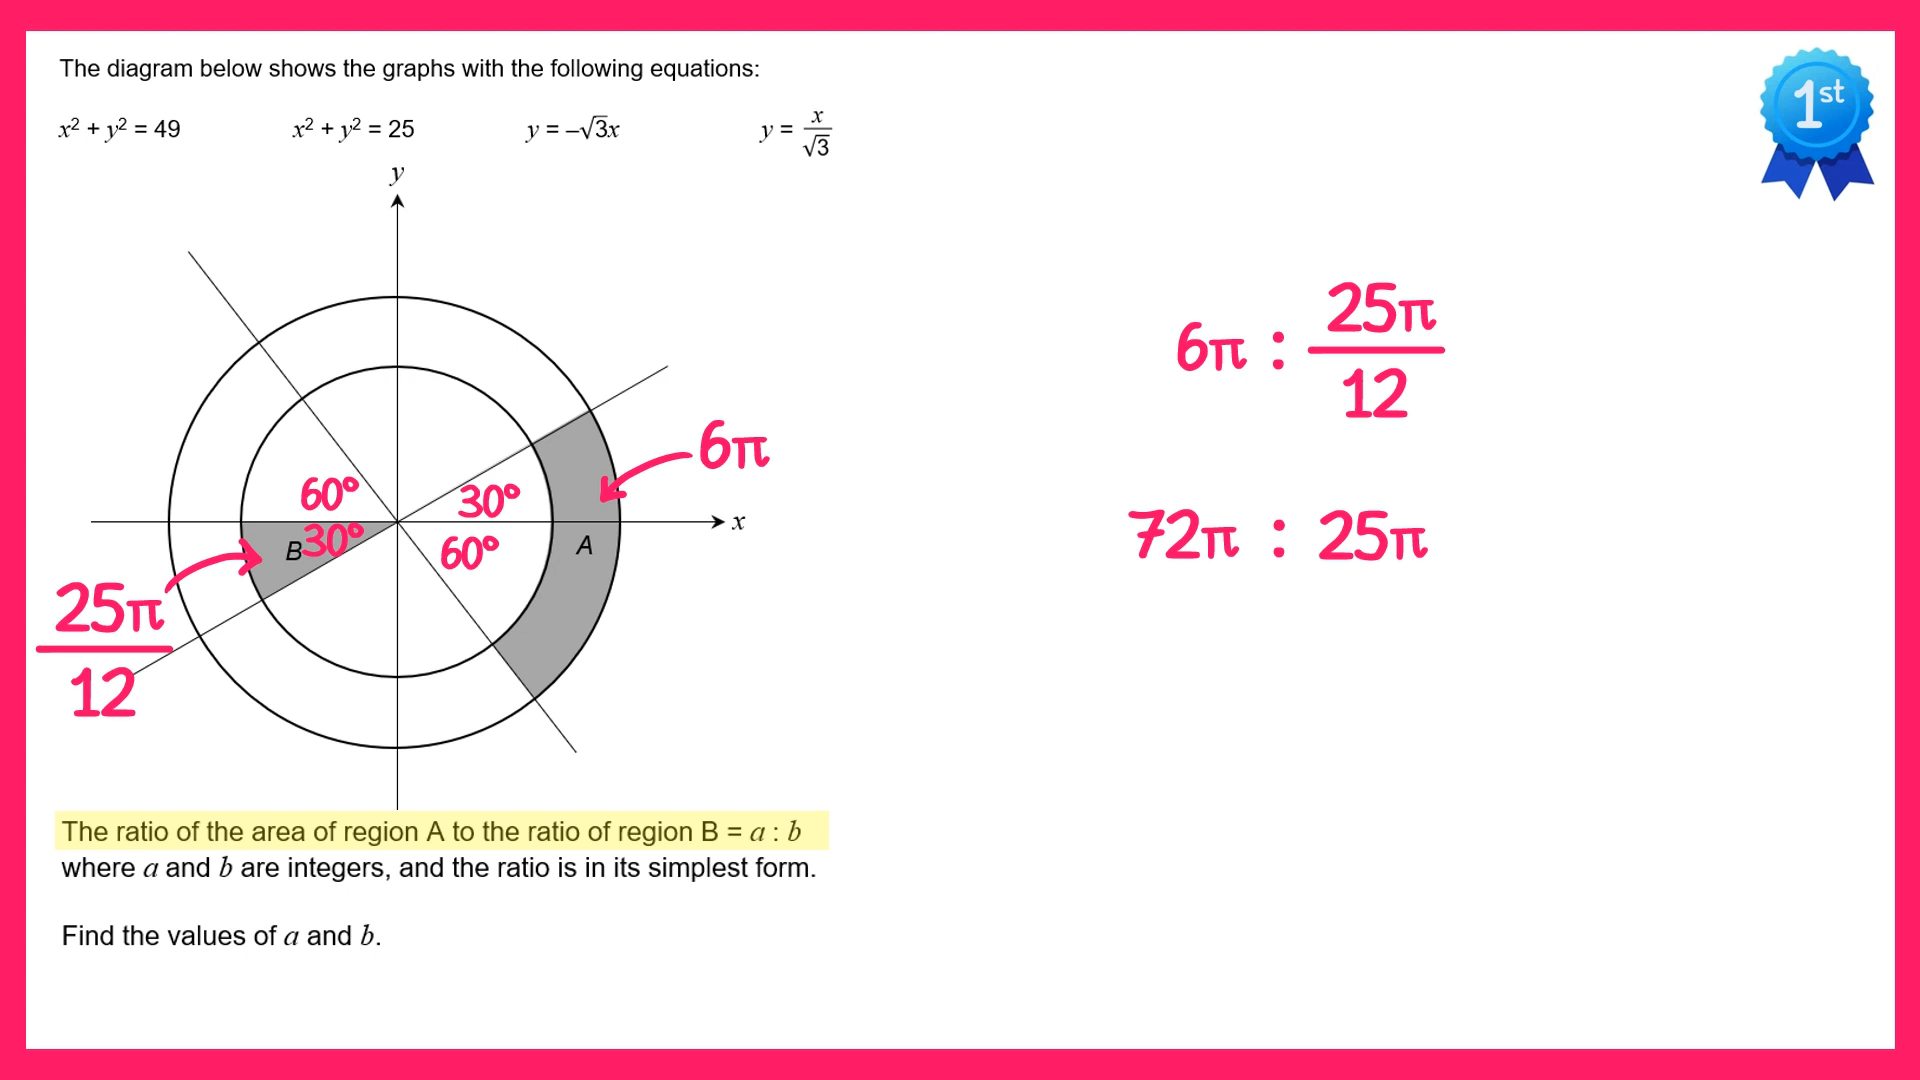 The diagram below shows the graphs with the following equations:
x² + y² = 49 x² + y² = 25 y = –√3x y = x/√3
1st
y
25π/12
6π : 25π/12
6π
60°
30°
x
B
30°
60°
A
72π : 25π
25π/12
The ratio of the area of region A to the ratio of region B = a : b
where a and b are integers, and the ratio is in its simplest form.
Find the values of a and b.